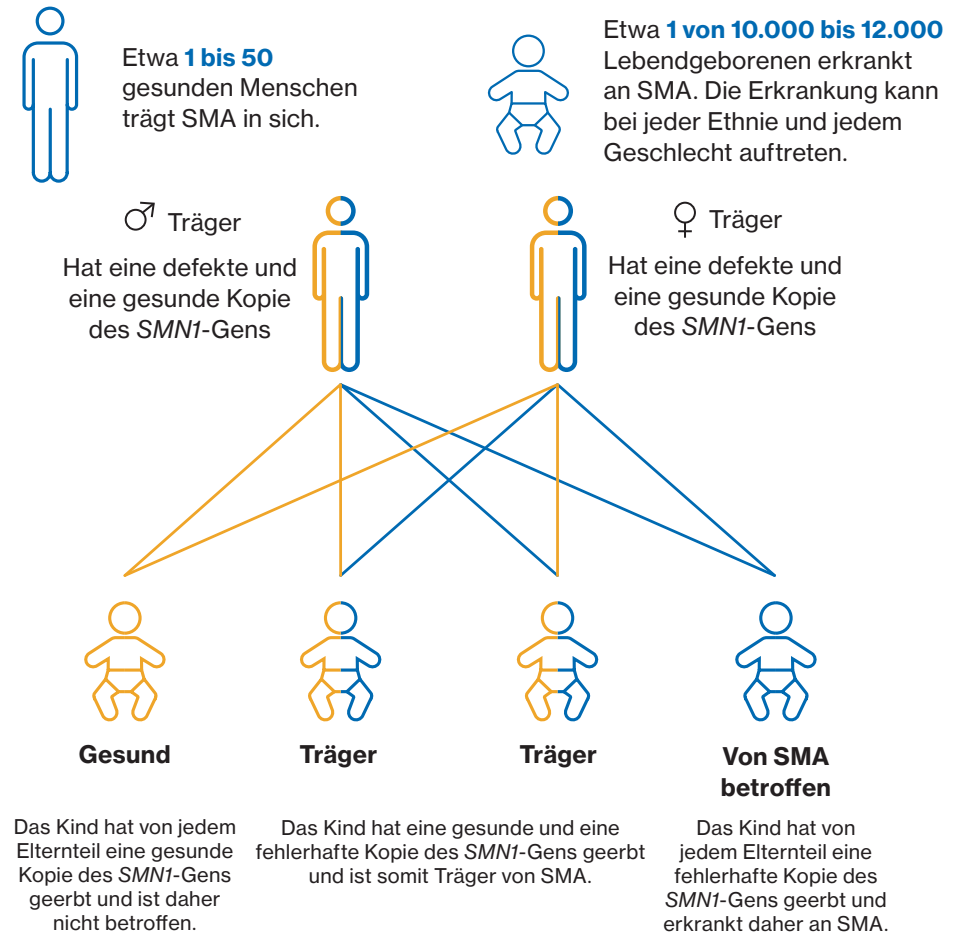 Etwa 1 bis 50
gesunden Menschen
trägt SMA in sich.
Etwa 1 von 10.000 bis 12.000
Lebendgeborenen erkrankt
an SMA. Die Erkrankung kann
bei jeder Ethnie und jedem
Geschlecht auftreten.
♂ Träger
Hat eine defekte und
eine gesunde Kopie
des SMN1-Gens
♀ Träger
Hat eine defekte und
eine gesunde Kopie
des SMN1-Gens
Gesund
Das Kind hat von jedem
Elternteil eine gesunde
Kopie des SMN1-Gens
geerbt und ist daher
nicht betroffen.
Träger
Träger
Das Kind hat eine gesunde und eine
fehlerhafte Kopie des SMN1-Gens geerbt
und ist somit Träger von SMA.
Von SMA
betroffen
Das Kind hat von
jedem Elternteil eine
fehlerhafte Kopie des
SMN1-Gens geerbt und
erkrankt daher an SMA.